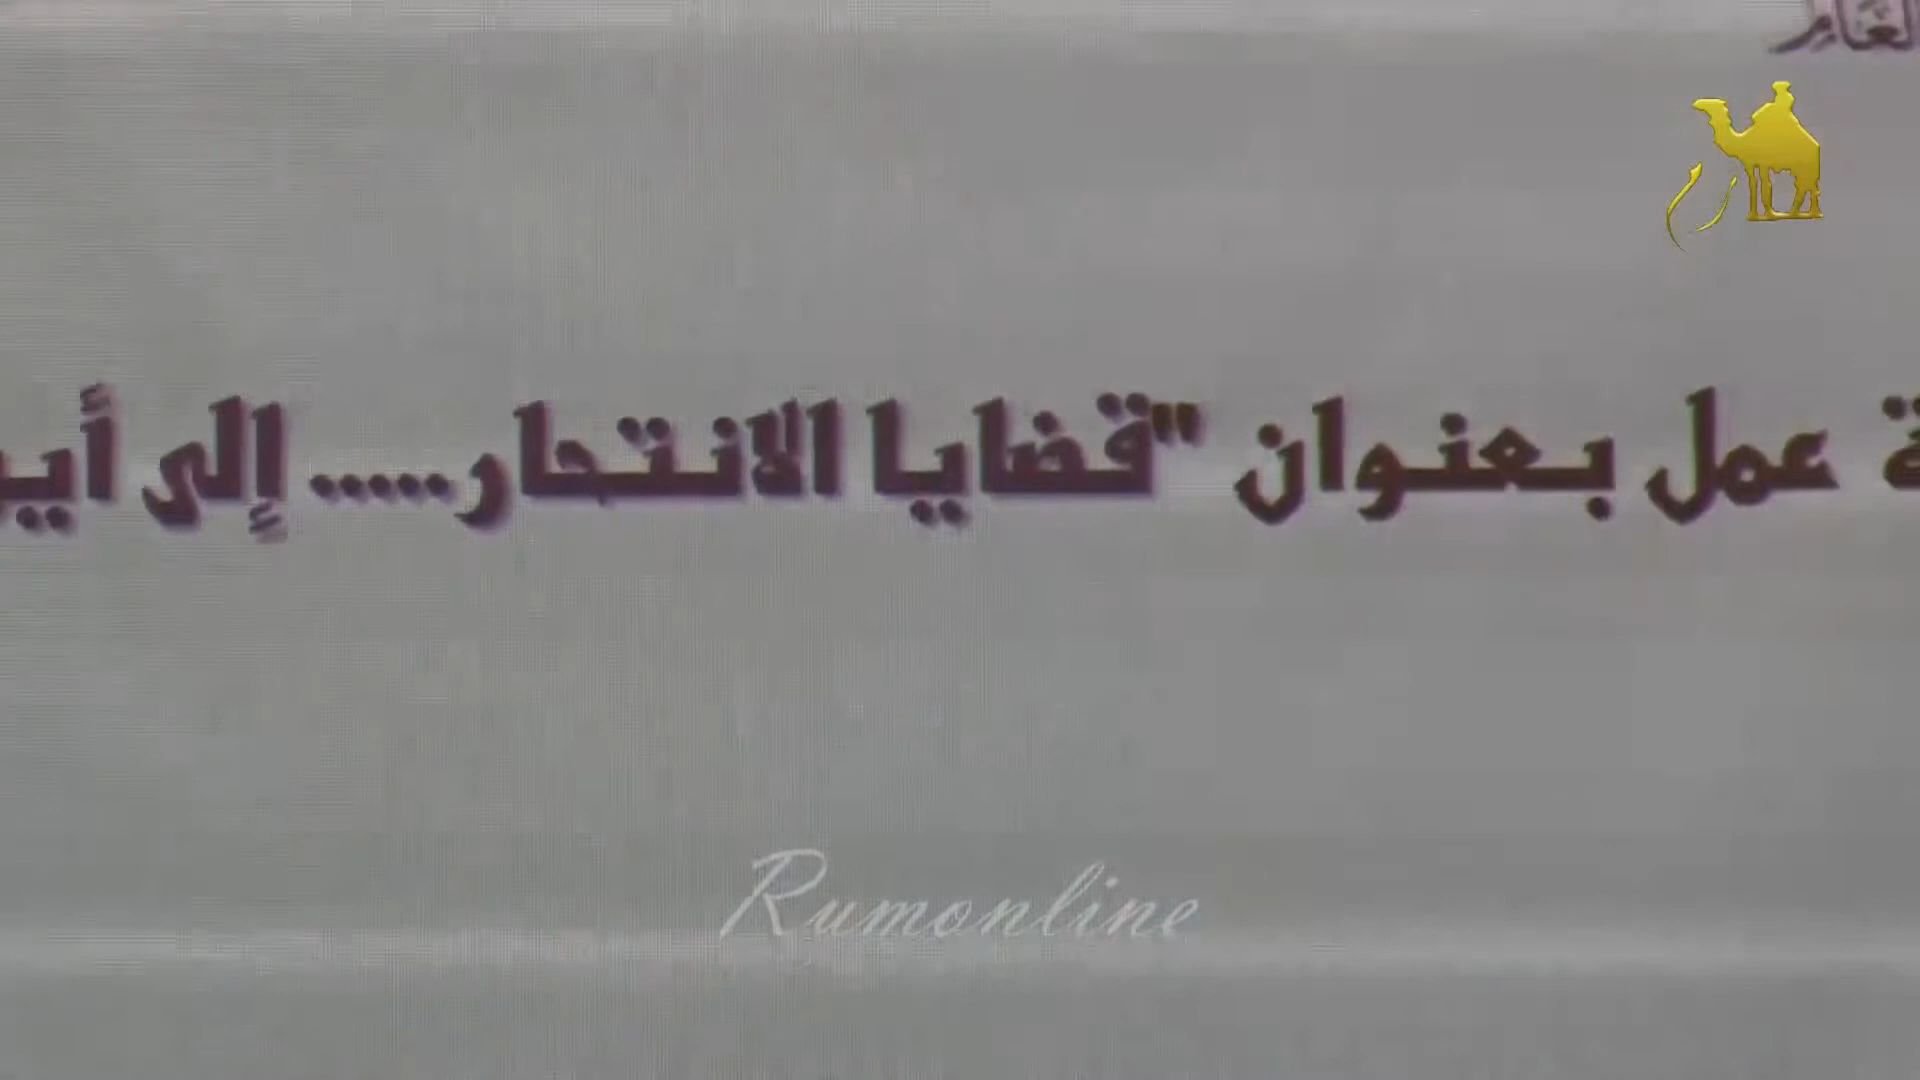 عمل بعنوان "قضايا الانتحار..... إلى
Rumonline